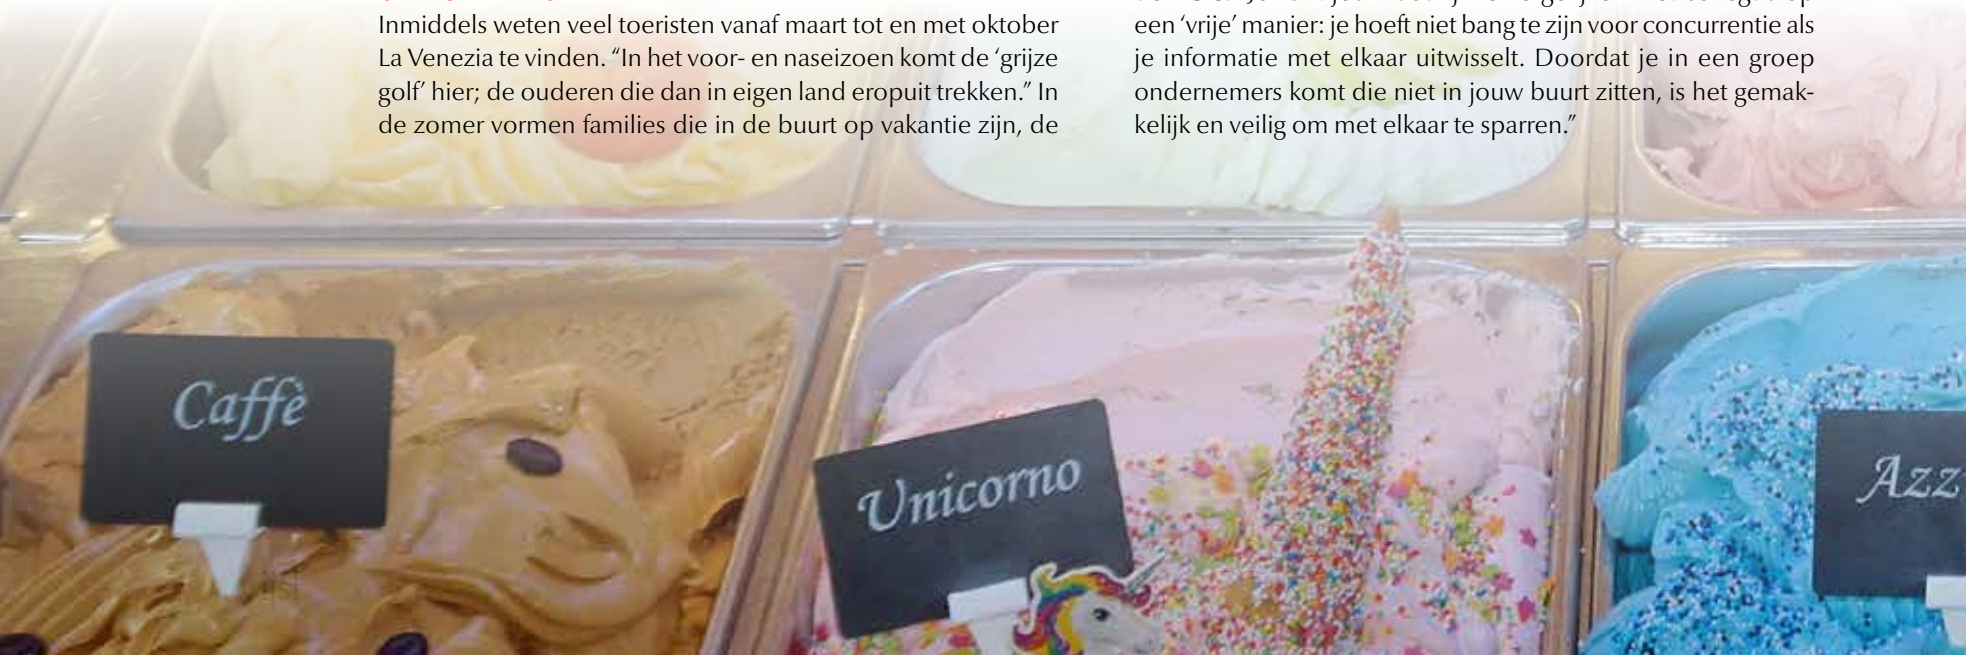 Inmiddels weten veel toeristen vanaf maart tot en met oktober
La Venezia te vinden. “In het voor- en naseizoen komt de ‘grijze
golf’ hier; de ouderen die dan in eigen land eropuit trekken.” In
de zomer vormen families die in de buurt op vakantie zijn, de
een ‘vrije’ manier: je hoeft niet bang te zijn voor concurrentie als
je informatie met elkaar uitwisselt. Doordat je in een groep
ondernemers komt die niet in jouw buurt zitten, is het gemak-
kelijk en veilig om met elkaar te sparren.”
Caffè
Unicorno
Azz